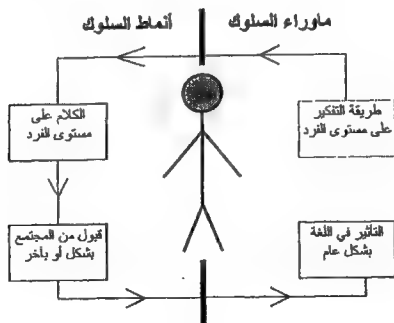 ماوراء السلوك
أنماط السلوك
طريقة التفكير
على مستوى الفرد
الكلام على
مستوى الفرد
التأثير في اللغة
بشكل عام
قبول من المجتمع
بشكل أو بآخر